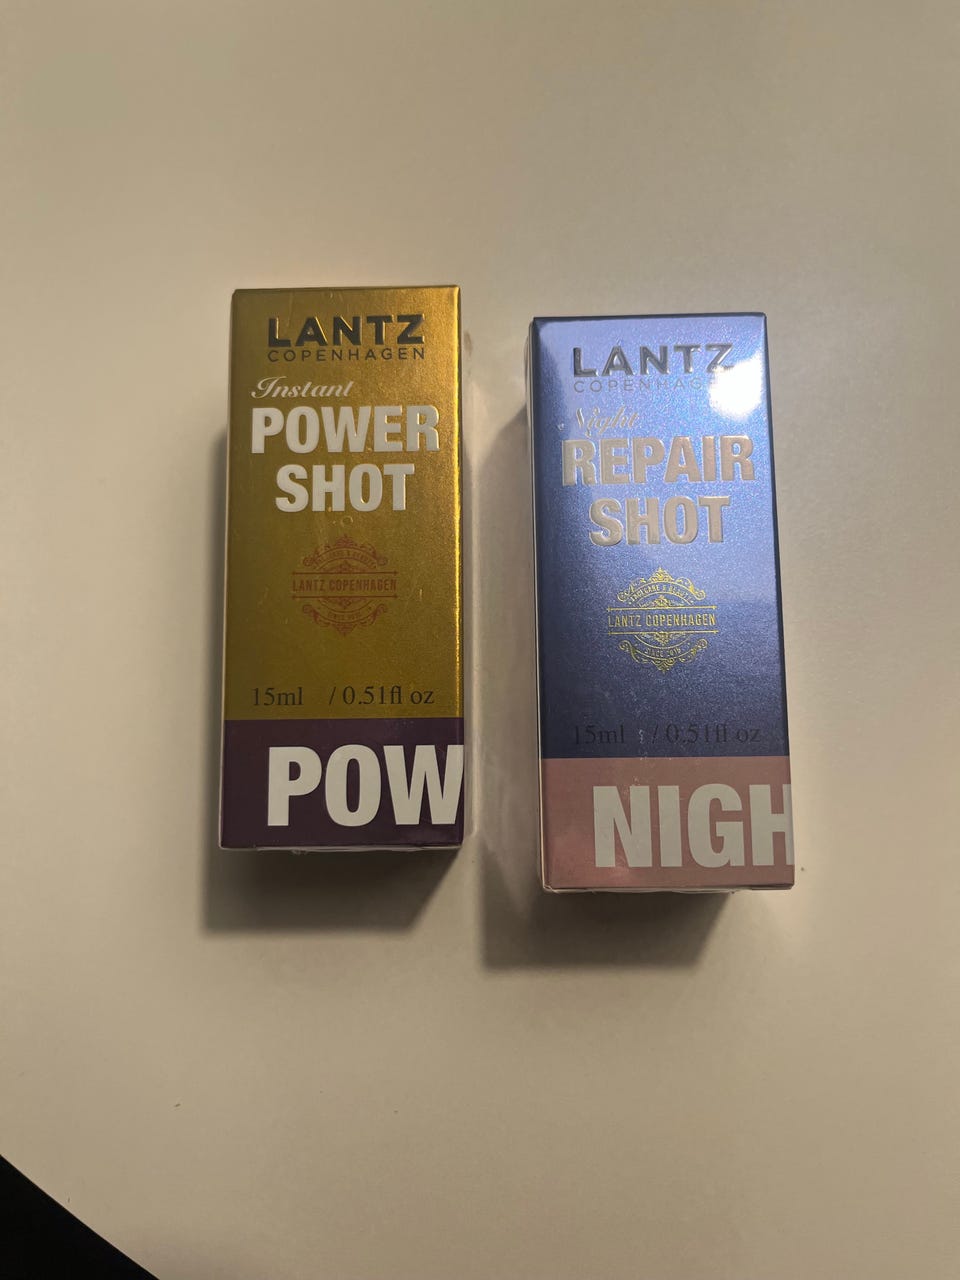 LANTZ
COPENHAGEN
Instant
POWER
SHOT
LANTZ COPENHAGEN
15ml / 0.51fl oz
POW
LANTZ
COPENHAGEN
Night
REPAIR
SHOT
LANTZ COPENHAGEN
15ml / 0.51fl oz
NIGH